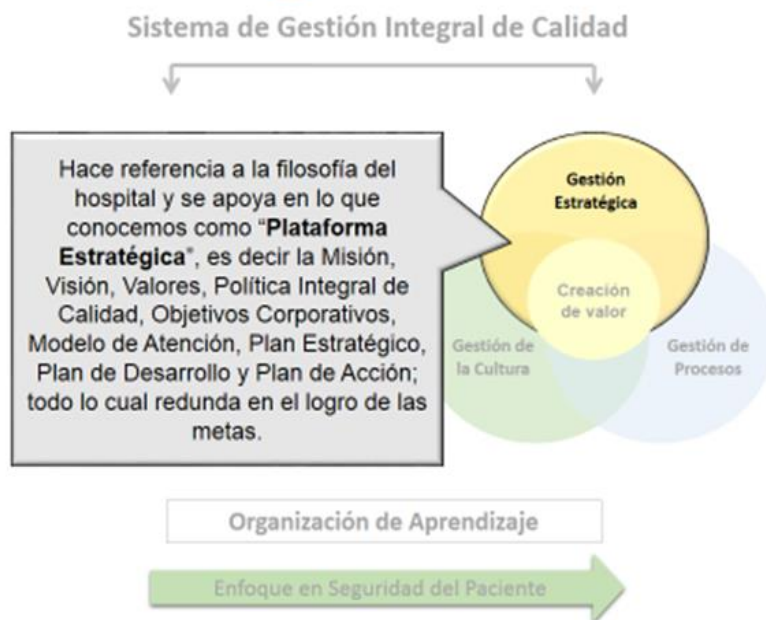 Sistema de Gestión Integral de Calidad
Hace referencia a la filosofía del
hospital y se apoya en lo que
conocemos como “Plataforma
Estratégica”, es decir la Misión,
Visión, Valores, Política Integral de
Calidad, Objetivos Corporativos,
Modelo de Atención, Plan Estratégico,
Plan de Desarrollo y Plan de Acción;
todo lo cual redunda en el logro de las
metas.
Gestión
Estratégica
Creación
de valor
Gestión de
la Cultura
Gestión de
Procesos
Organización de Aprendizaje
Enfoque en Seguridad del Paciente